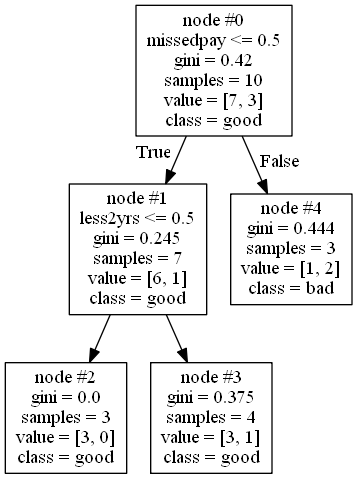 node #0
missedpay <= 0.5
gini = 0.42
samples = 10
value = [7, 3]
class = good
True
False
node #1
less2yrs <= 0.5
gini = 0.245
samples = 7
value = [6, 1]
class = good
node #4
gini = 0.444
samples = 3
value = [1, 2]
class = bad
node #2
gini = 0.0
samples = 3
value = [3, 0]
class = good
node #3
gini = 0.375
samples = 4
value = [3, 1]
class = good